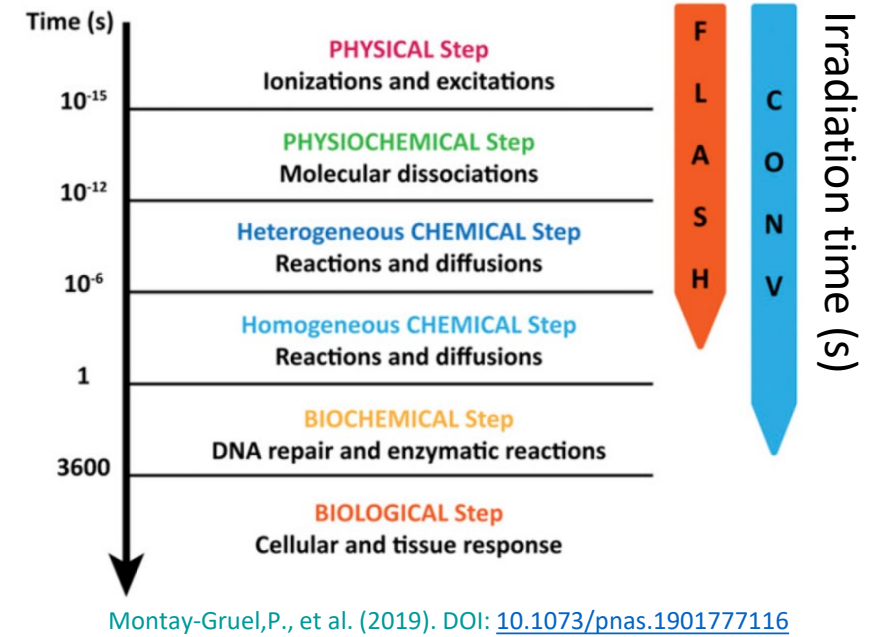 Time (s)
PHYSICAL Step
Ionizations and excitations
10-15
PHYSIOCHEMICAL Step
Molecular dissociations
10-12
Heterogeneous CHEMICAL Step
Reactions and diffusions
10-6
Homogeneous CHEMICAL Step
Reactions and diffusions
1
BIOCHEMICAL Step
DNA repair and enzymatic reactions
3600
BIOLOGICAL Step
Cellular and tissue response
FLASH
CONV
Irradiation time (s)
Montay-Gruel,P., et al. (2019). DOI: 10.1073/pnas.1901777116